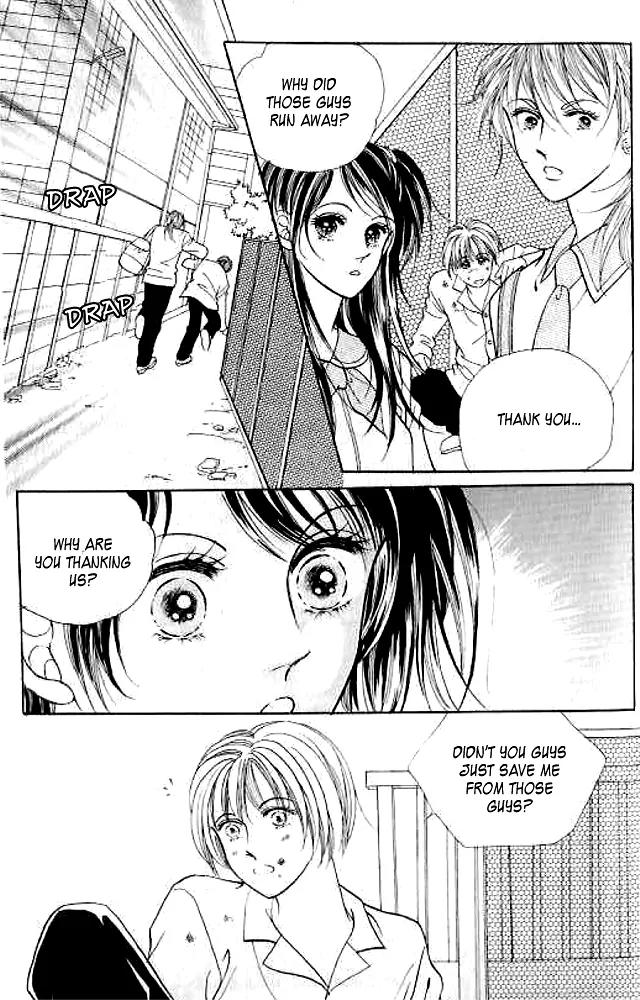 DRAP
DRAP
WHY DID
THOSE GUYS
RUN AWAY?
THANK YOU...
WHY ARE
YOU THANKING
US?
DIDN'T YOU GUYS
JUST SAVE ME
FROM THOSE
GUYS?